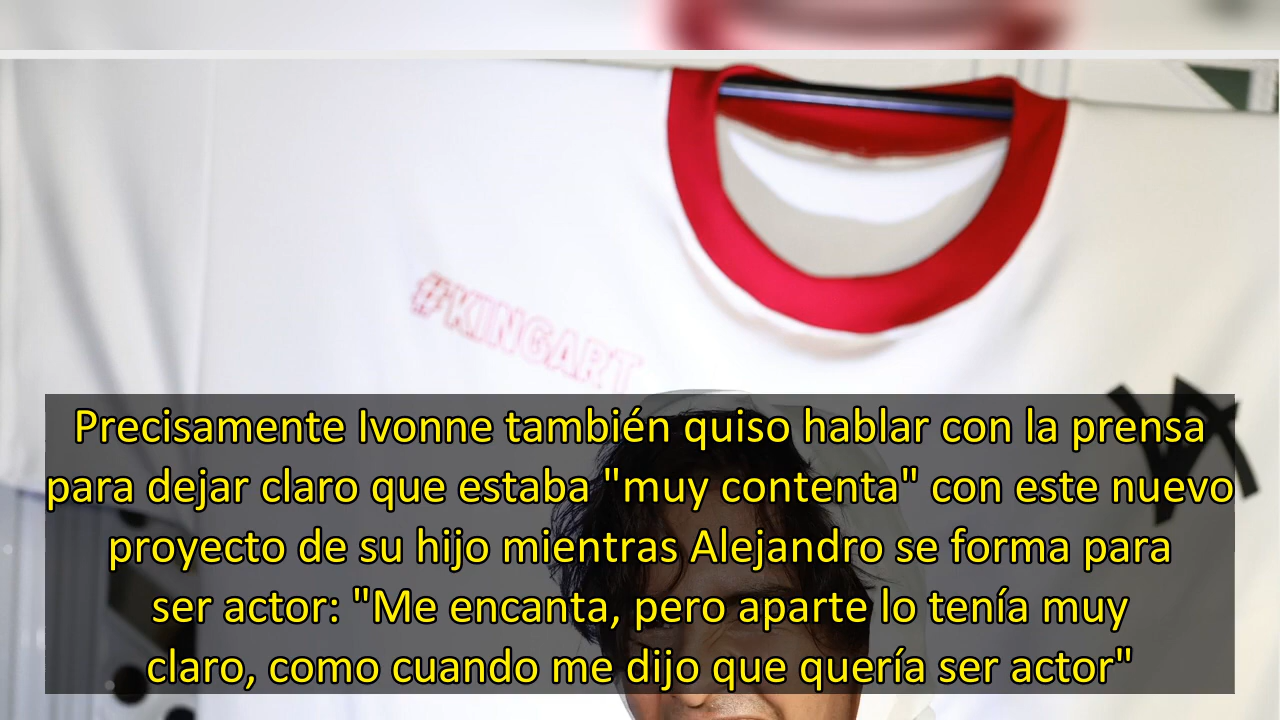 #KINGART
Precisamente Ivonne también quiso hablar con la prensa
para dejar claro que estaba "muy contenta" con este nuevo
proyecto de su hijo mientras Alejandro se forma para
ser actor: "Me encanta, pero aparte lo tenía muy
claro, como cuando me dijo que quería ser actor"